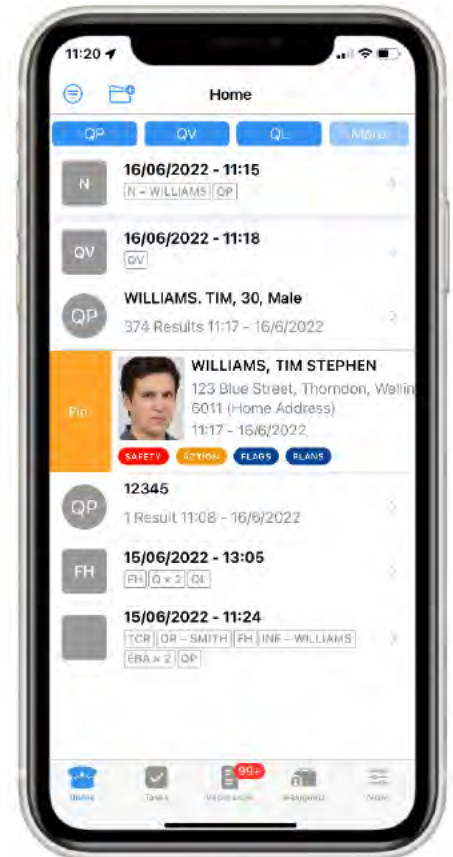 11:20
Home
QP QV QL More
N
16/06/2022 - 11:15
N - WILLIAMS QP
QV
16/06/2022 - 11:18
QV
QP
WILLIAMS. TIM, 30, Male
374 Results 11:17 - 16/6/2022
Pin
WILLIAMS, TIM STEPHEN
123 Blue Street, Thorndon, Wellin
6011 (Home Address)
11:17 - 16/6/2022
SAFETY ACTION FLAGS PLANS
QP
12345
1 Result 11:08 - 16/6/2022
FH
15/06/2022 - 13:05
FH Q x 2 QL
15/06/2022 - 11:24
TCR OR - SMITH FH INF - WILLIAMS
EBA x 2 QP
99+
Home Tasks Assigned More